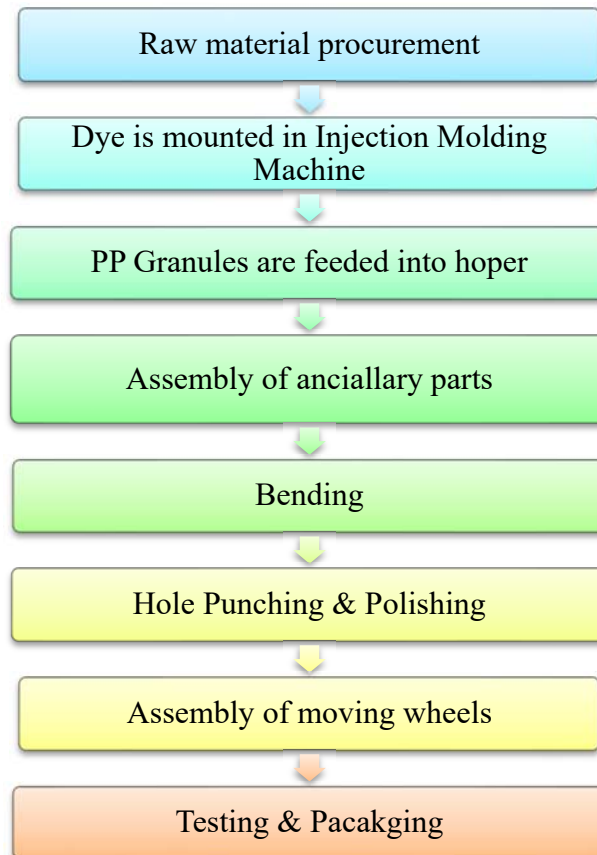 Raw material procurement
Dye is mounted in Injection Molding
Machine
PP Granules are feeded into hoper
Assembly of anciallary parts
Bending
Hole Punching & Polishing
Assembly of moving wheels
Testing & Pacakging